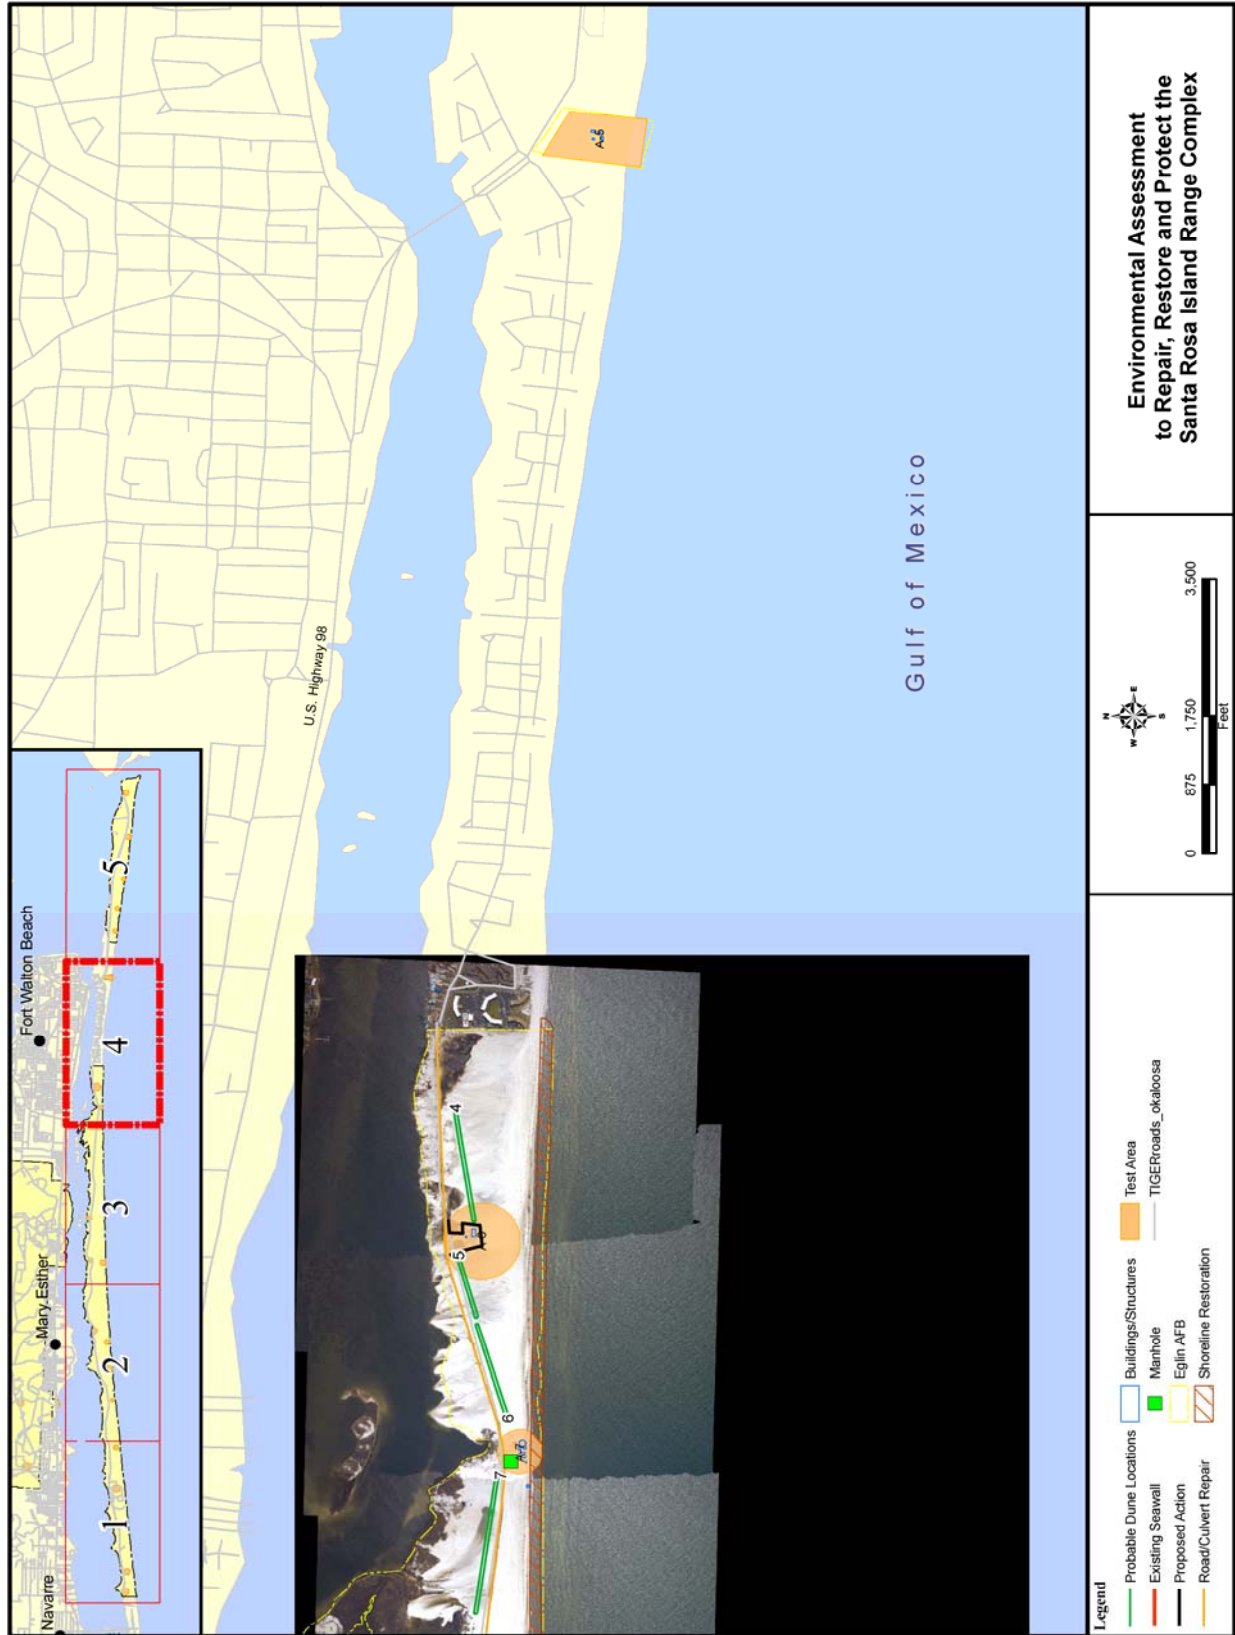 Navarre
Mary Esther
Fort Walton Beach
1
2
3
4
5
U.S. Highway 98
Gulf of Mexico
4
5
6
7
Legend
Probable Dune Locations
Existing Seawall
Proposed Action
Road/Culvert Repair
Buildings/Structures
Manhole
Eglin AFB
Shoreline Restoration
Test Area
TIGERroads_okaloosa
N
W
E
S
0 875 1,750 3,500
Feet
Environmental Assessment
to Repair, Restore and Protect the
Santa Rosa Island Range Complex